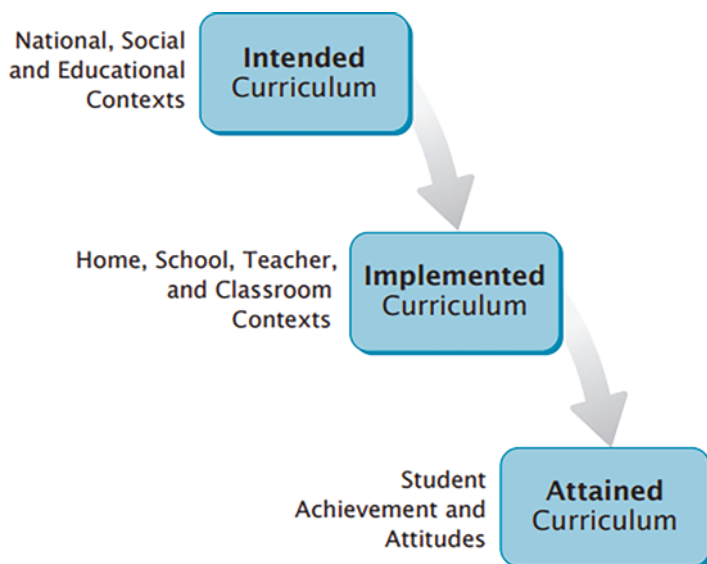 National, Social
and Educational
Contexts
Intended
Curriculum
Home, School, Teacher,
and Classroom
Contexts
Implemented
Curriculum
Student
Achievement and
Attitudes
Attained
Curriculum